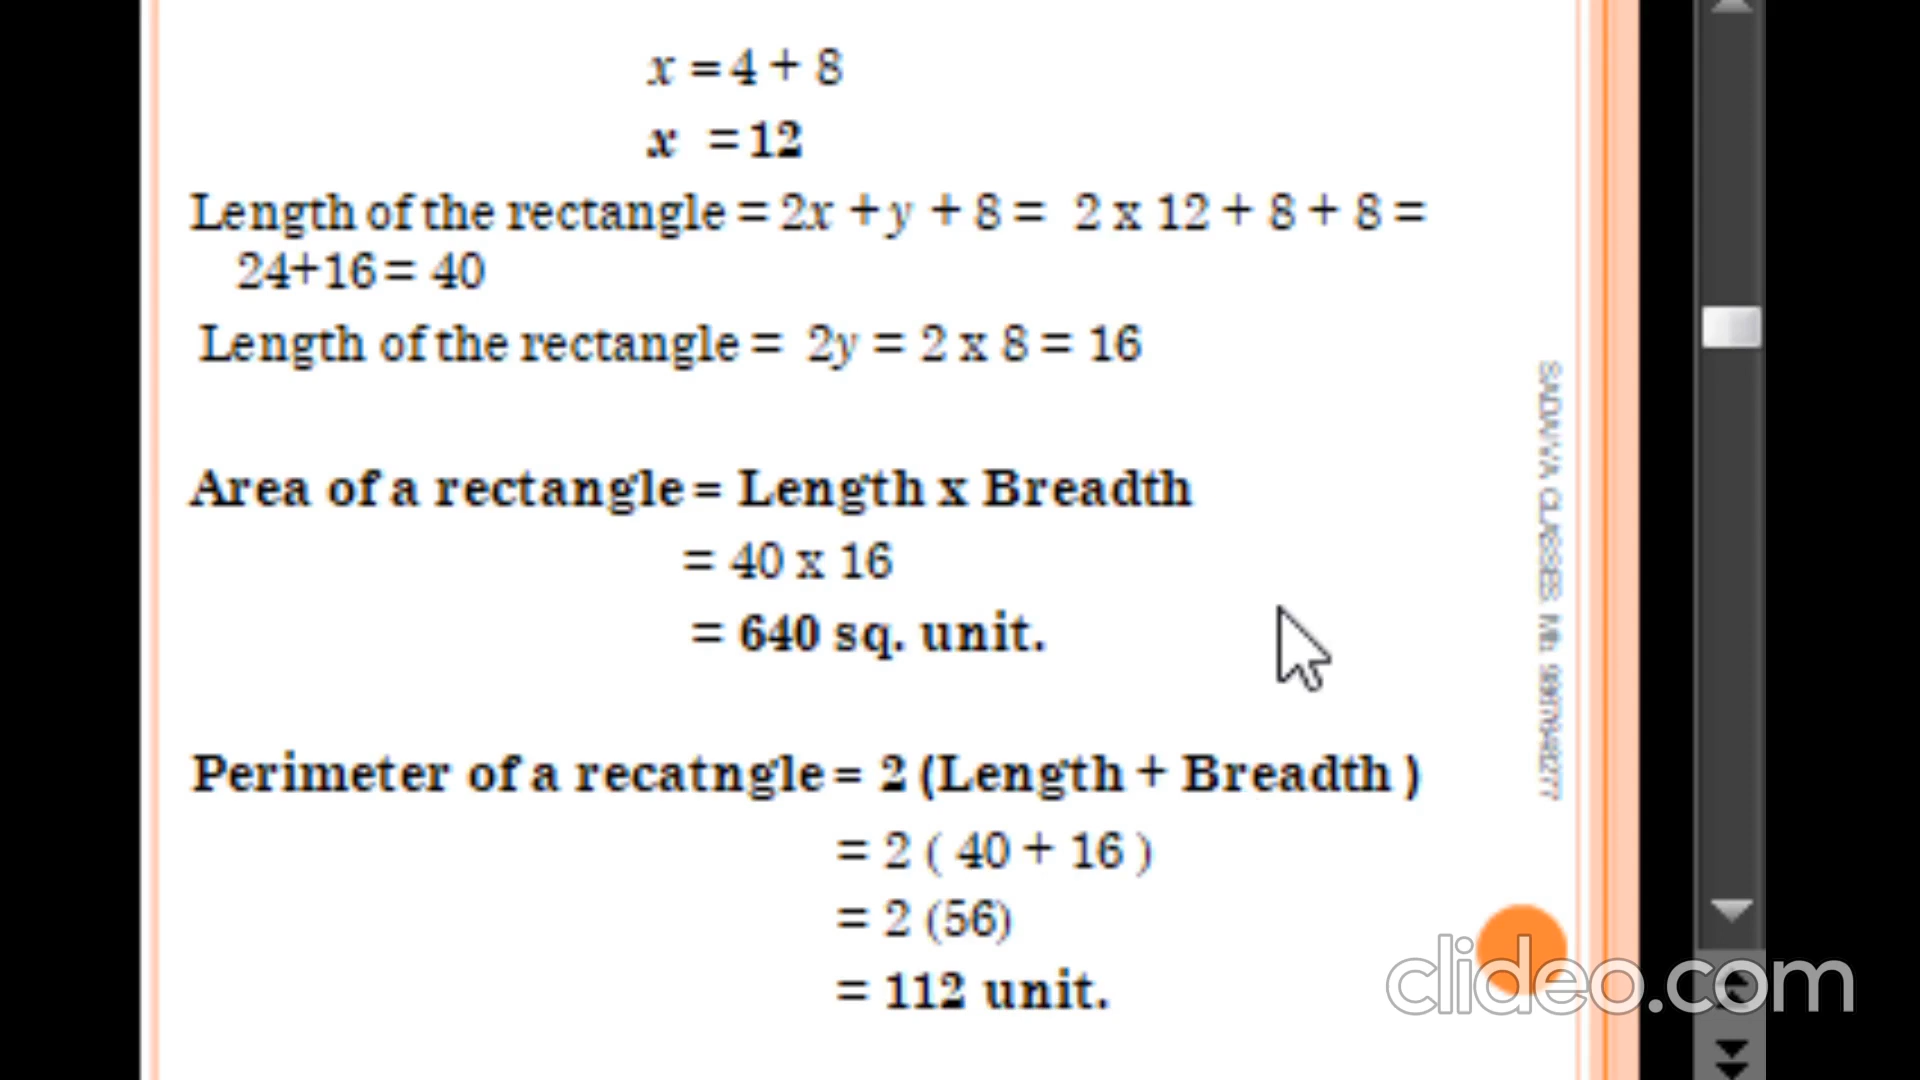 x = 4 + 8
x = 12
Length of the rectangle = 2x + y + 8 = 2 x 12 + 8 + 8 =
24+16 = 40
Length of the rectangle = 2y = 2 x 8 = 16
Area of a rectangle = Length x Breadth
= 40 x 16
= 640 sq. unit.
Perimeter of a recatngle = 2 (Length + Breadth )
= 2 ( 40 + 16 )
= 2 (56)
= 112 unit.
CLASSES
clideo.com